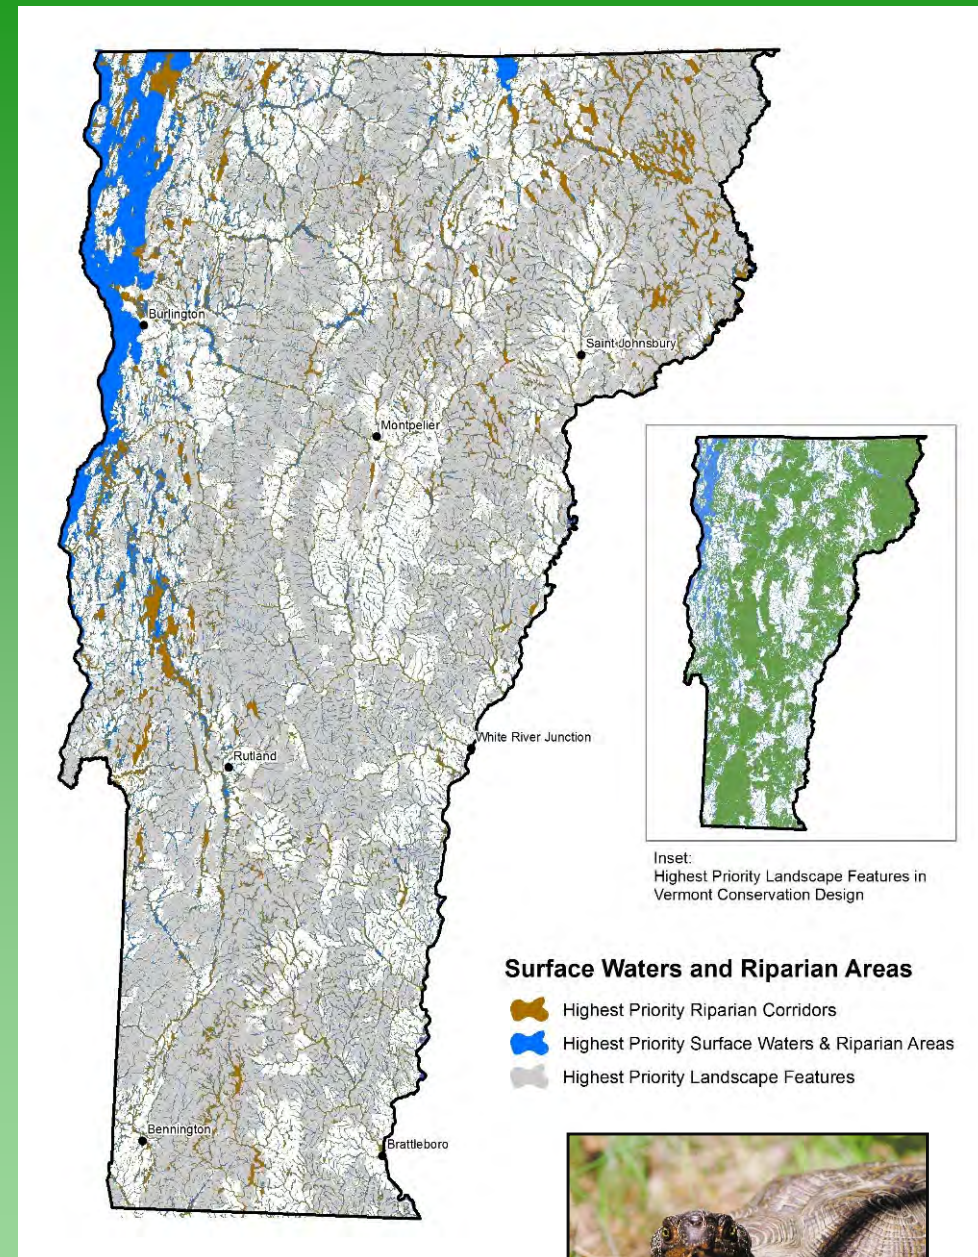 Burlington
Saint Johnsbury
Montpelier
White River Junction
Rutland
Inset:
Highest Priority Landscape Features in
Vermont Conservation Design
Surface Waters and Riparian Areas
Highest Priority Riparian Corridors
Highest Priority Surface Waters & Riparian Areas
Highest Priority Landscape Features
Bennington
Brattleboro